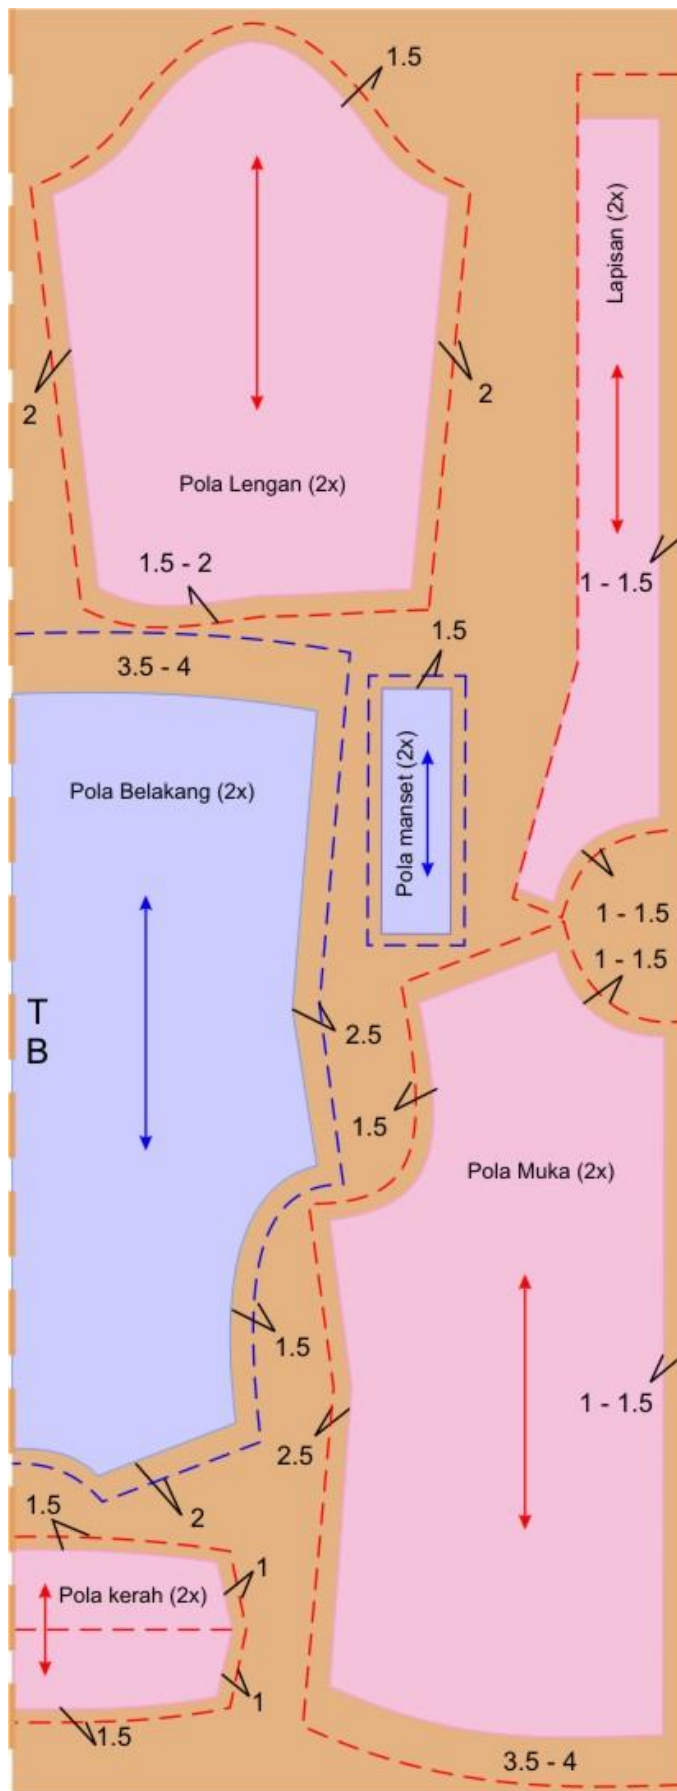 1.5
Lapisan (2x)
2
2
Pola Lengan (2x)
1.5 - 2
1 - 1.5
1.5
3.5 - 4
Pola manset (2x)
Pola Belakang (2x)
1 - 1.5
1 - 1.5
T
B
2.5
1.5
Pola Muka (2x)
1.5
1 - 1.5
2.5
1.5
2
1
Pola kerah (2x)
1
1.5
3.5 - 4